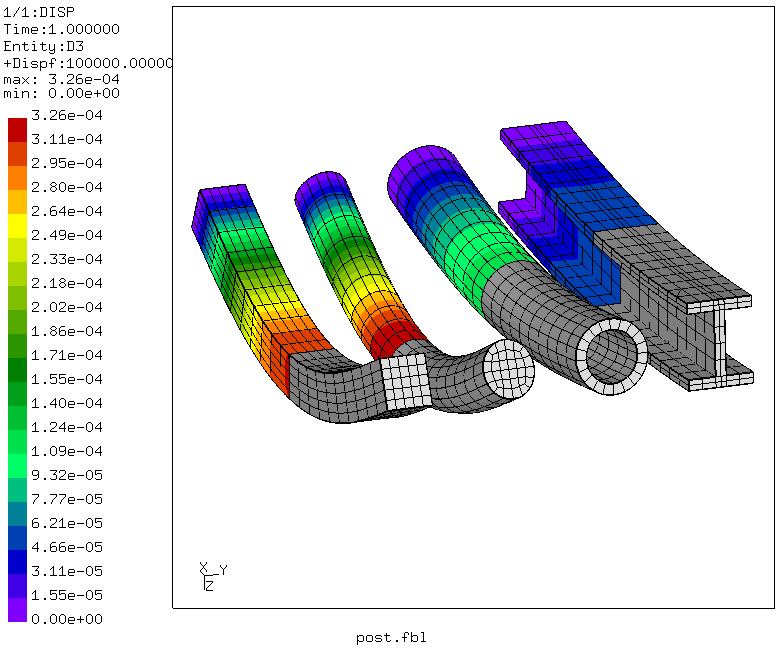 1/1:DISP
Time:1.000000
Entity:D3
+Dispf:100000.00000
max: 3.26e-04
min: 0.00e+00
3.26e-04
3.11e-04
2.95e-04
2.80e-04
2.64e-04
2.49e-04
2.33e-04
2.18e-04
2.02e-04
1.86e-04
1.71e-04
1.55e-04
1.40e-04
1.24e-04
1.09e-04
9.32e-05
7.77e-05
6.21e-05
4.66e-05
3.11e-05
1.55e-05
0.00e+00
X Y
Z
post.fbl